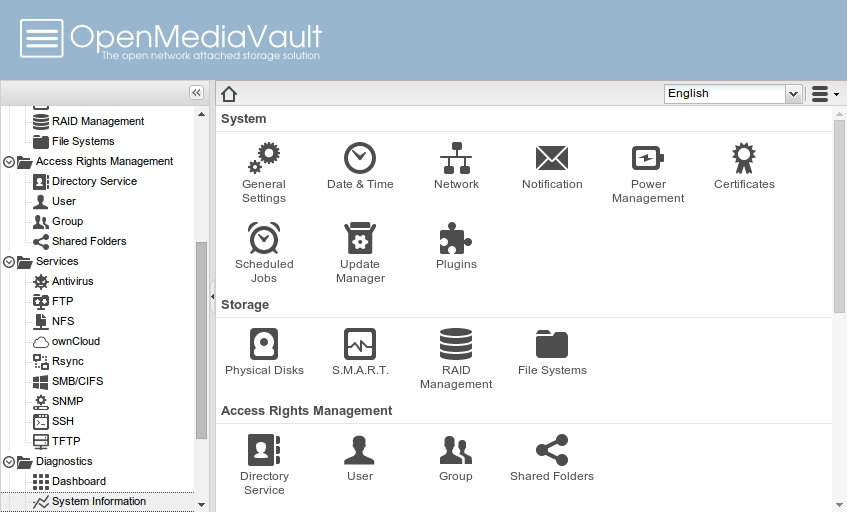 OpenMediaVault
The open network attached storage solution
English
RAID Management
File Systems
Access Rights Management
Directory Service
User
Group
Shared Folders
Services
Antivirus
FTP
NFS
ownCloud
Rsync
SMB/CIFS
SNMP
SSH
TFTP
Diagnostics
Dashboard
System Information
System
General
Settings
Date & Time
Network
Notification
Power
Management
Certificates
Scheduled
Jobs
Update
Manager
Plugins
Storage
Physical Disks
S.M.A.R.T.
RAID
Management
File Systems
Access Rights Management
Directory
Service
User
Group
Shared Folders